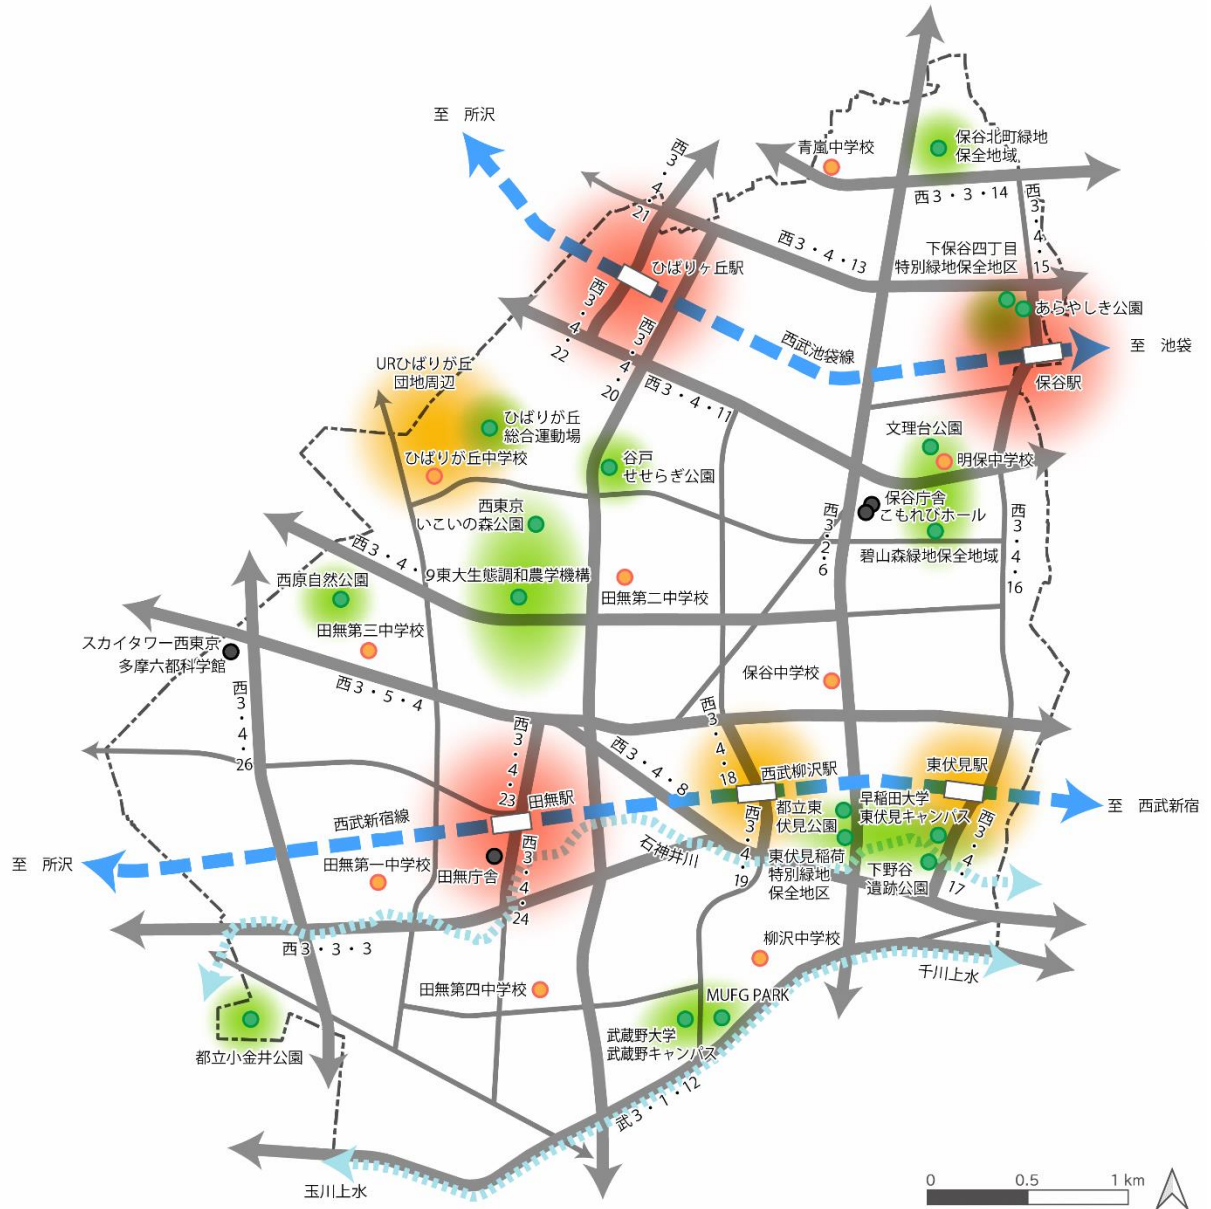 至 所沢
西3・4・21
青嵐中学校
保谷北町緑地
保全地域
西3・3・14
西3・4・15
西3・4・13
下保谷四丁目
特別緑地保全地区
ひばりヶ丘駅
あらやしき公園
西3・4・22
西3・4・20
西武池袋線
至 池袋
保谷駅
URひばりが丘
団地周辺
西3・4・11
ひばりが丘
総合運動場
文理台公園
ひばりが丘中学校
谷戸
せせらぎ公園
明保中学校
西東京
いこいの森公園
保谷庁舎
こもれびホール
西3・2・6
西3・4・16
碧山森緑地保全地域
西3・4・9
東大生態調和農学機構
西原自然公園
田無第二中学校
田無第三中学校
スカイタワー西東京
多摩六都科学館
保谷中学校
西3・5・4
西3・4・26
西3・4・18
西3・4・23
西3・4・8
西武柳沢駅
東伏見駅
田無駅
都立東
伏見公園
早稲田大学
東伏見キャンパス
至 西武新宿
西武新宿線
西3・4・24
石神井川
西3・4・19
西3・4・17
至 所沢
田無第一中学校
田無庁舎
東伏見稲荷
特別緑地
保全地区
下野谷
遺跡公園
西3・3・3
柳沢中学校
千川上水
田無第四中学校
MUFG PARK
武蔵野大学
武蔵野キャンパス
都立小金井公園
武3・1・12
玉川上水
0 0.5 1 km